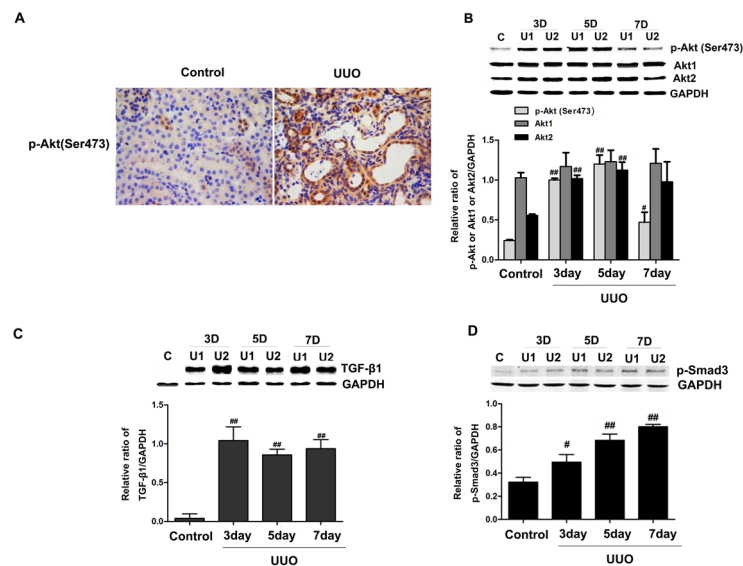 A
Control
UUO
p-Akt(Ser473)
B
3D 5D 7D
C U1 U2 U1 U2 U1 U2
p-Akt (Ser473)
Akt1
Akt2
GAPDH
p-Akt (Ser473)
Akt1
Akt2
Relative ratio of
p-Akt or Akt1 or Akt2/GAPDH
1.5
1.0
0.5
0.0
## ## ## ## #
Control 3day 5day 7day
UUO
C
3D 5D 7D
C U1 U2 U1 U2 U1 U2
TGF-β1
GAPDH
Relative ratio of
TGF-β1/GAPDH
1.5
1.0
0.5
0.0
## ## ##
Control 3day 5day 7day
UUO
D
3D 5D 7D
C U1 U2 U1 U2 U1 U2
p-Smad3
GAPDH
Relative ratio of
p-Smad3/GAPDH
1.0
0.8
0.6
0.4
0.2
0.0
# ## ##
Control 3day 5day 7day
UUO